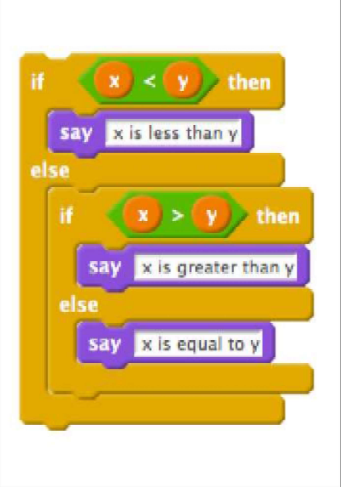 if x < y then
say x is less than y
else
if x > y then
say x is greater than y
else
say x is equal to y